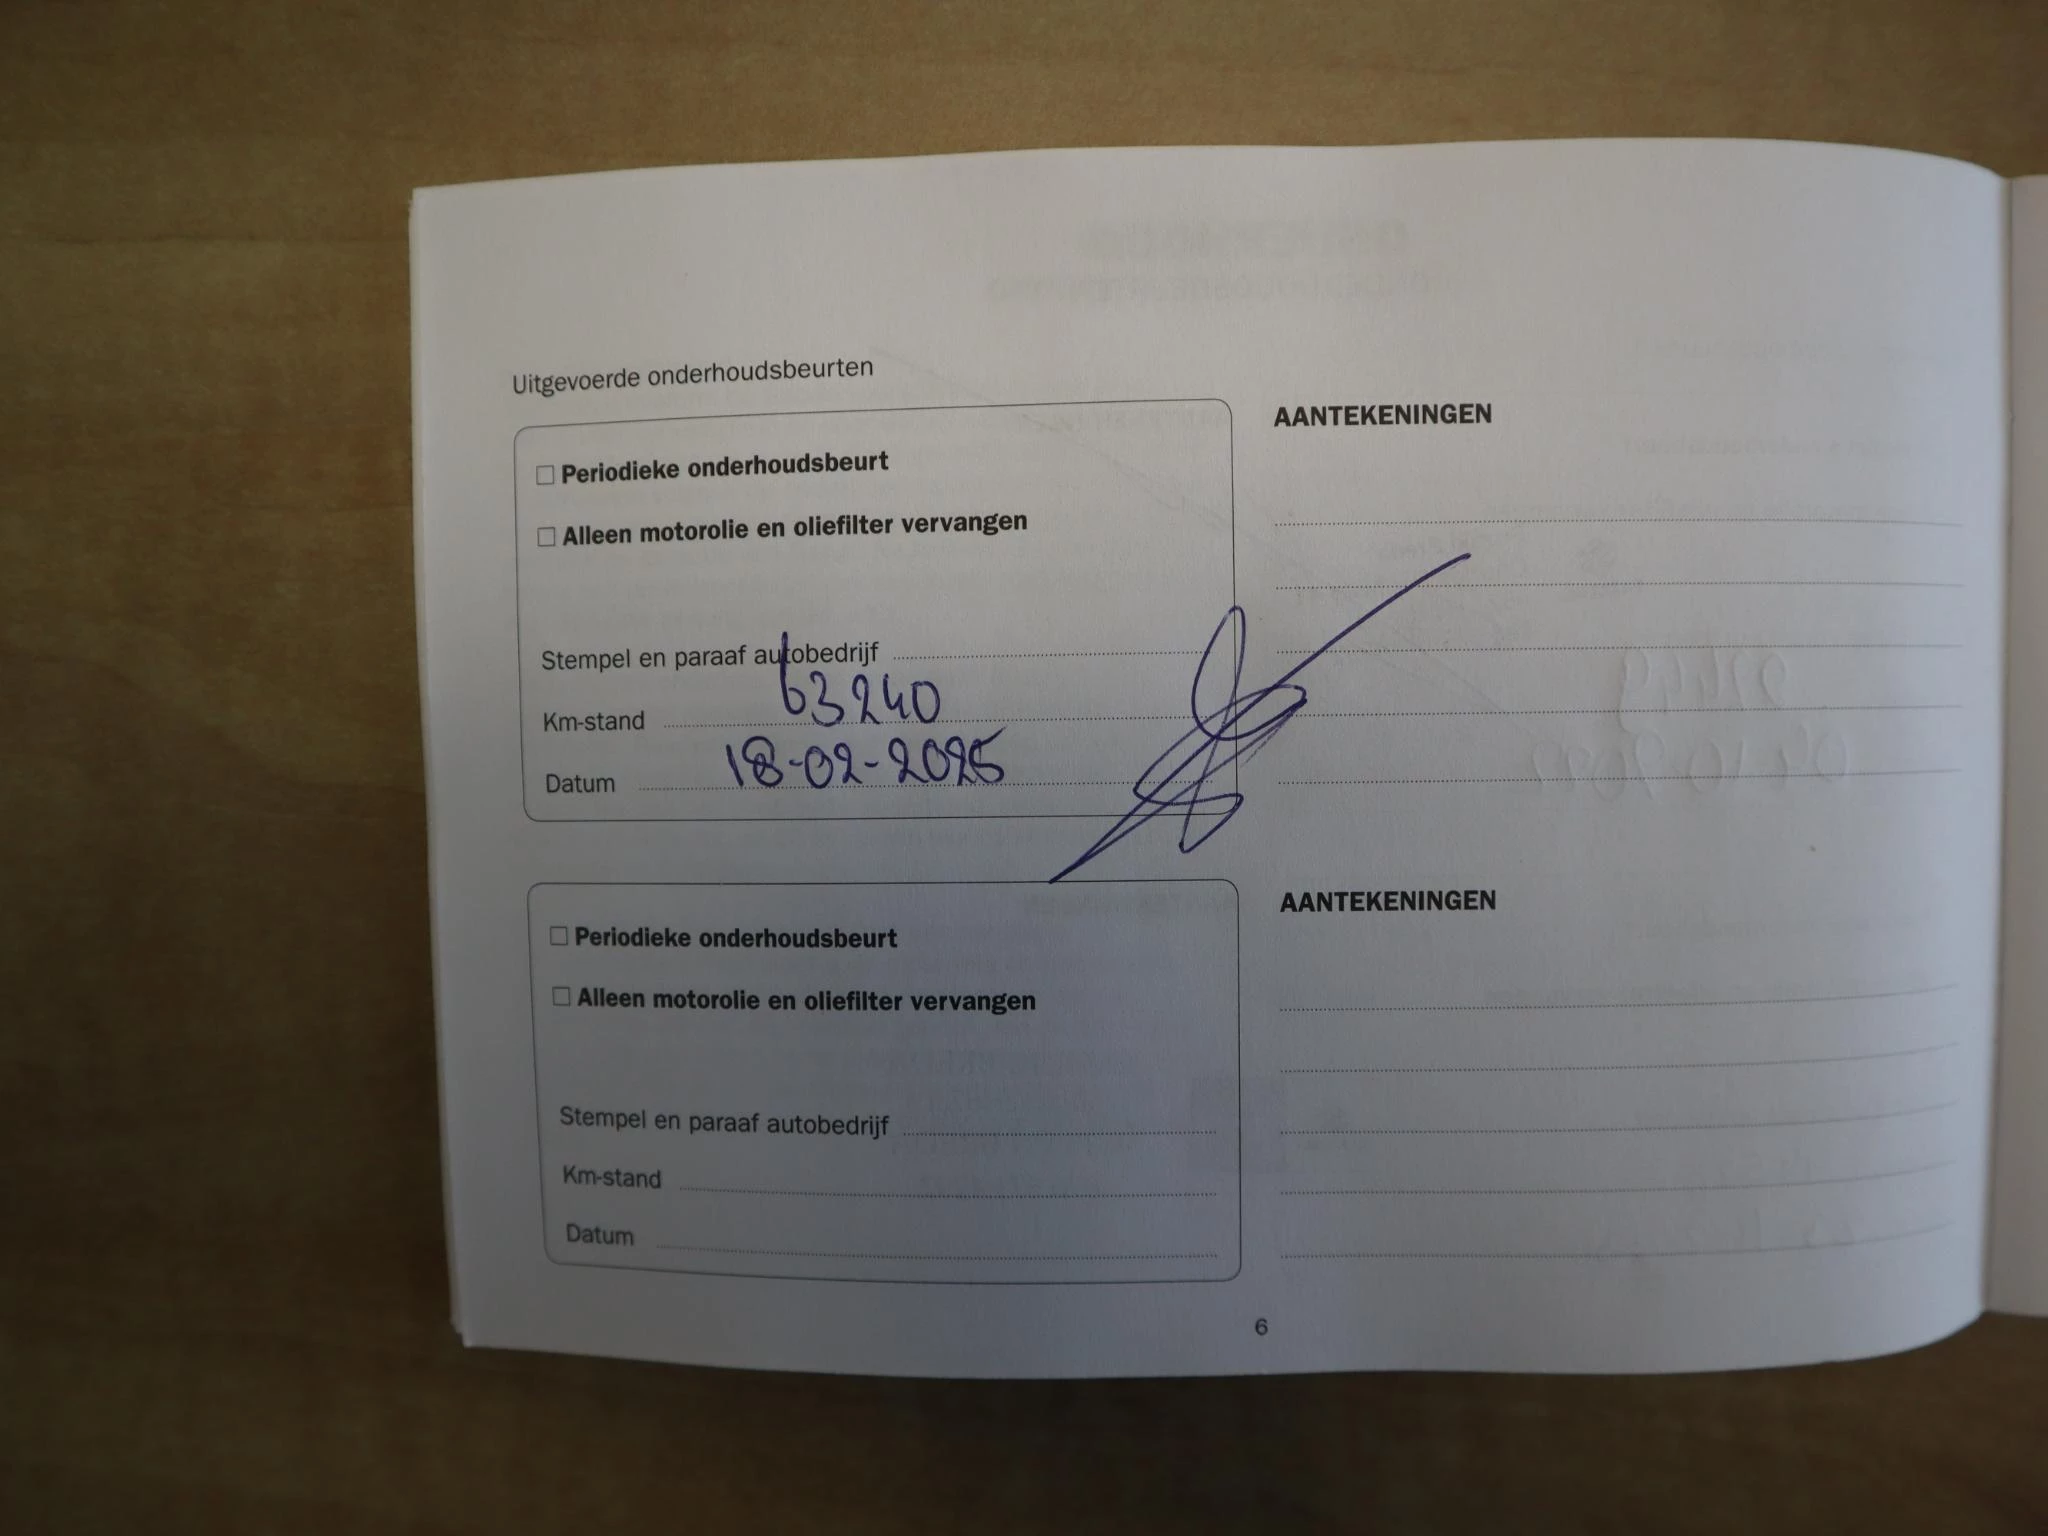 Uitgevoerde onderhoudsbeurten
☐ Periodieke onderhoudsbeurt
☐ Alleen motorolie en oliefilter vervangen
Stempel en paraaf autobedrijf
Km-stand 63240
Datum 18-02-2025
AANTEKENINGEN
☐ Periodieke onderhoudsbeurt
☐ Alleen motorolie en oliefilter vervangen
Stempel en paraaf autobedrijf
Km-stand
Datum
AANTEKENINGEN
6